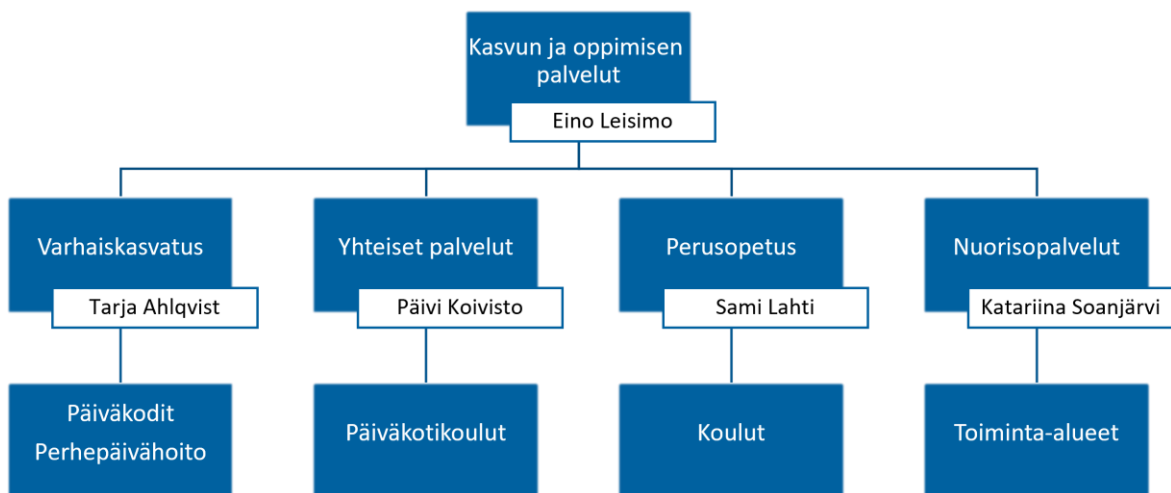 Kasvun ja oppimisen
palvelut
Eino Leisimo
Varhaiskasvatus
Tarja Ahlqvist
Yhteiset palvelut
Päivi Koivisto
Perusopetus
Sami Lahti
Nuorisopalvelut
Katariina Soanjärvi
Päiväkodit
Perhepäivähoito
Päiväkotikoulut
Koulut
Toiminta-alueet